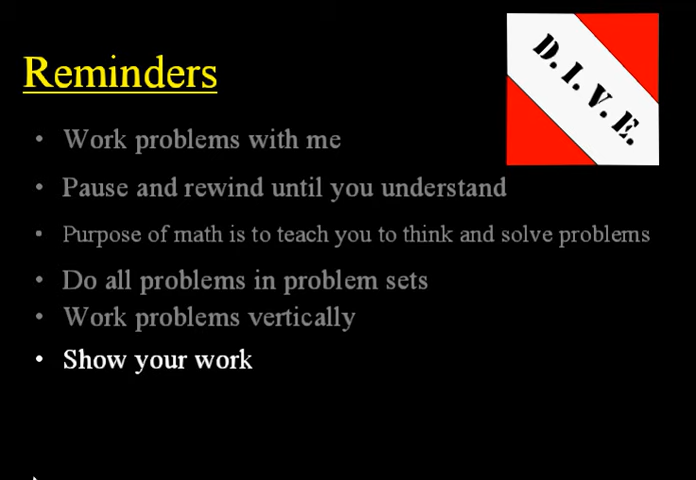 Reminders
D.I.V.E.
• Work problems with me
• Pause and rewind until you understand
• Purpose of math is to teach you to think and solve problems
• Do all problems in problem sets
• Work problems vertically
• Show your work